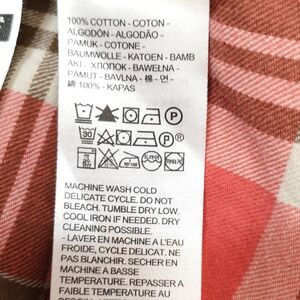 100% COTTON - COTON -
ALGODÓN - ALGODÃO -
PAMUK - COTONE -
BAUMWOLLE - KATOEN - BAMB
AKI - ХЛОПОК - BAWEŁNA -
PAMUT - BAVLNA - 棉 - 면 -
綿 100% - KAPAS
P
30
P
MACHINE WASH COLD
DELICATE CYCLE. DO NOT
BLEACH. TUMBLE DRY LOW.
COOL IRON IF NEEDED. DRY
CLEANING POSSIBLE.
- LAVER EN MACHINE A L'EAU
FROIDE, CYCLE DELICAT. NE
PAS BLANCHIR. SECHER EN
MACHINE A BASSE
TEMPERATURE. REPASSER A
FAIBLE TEMPERATURE AU